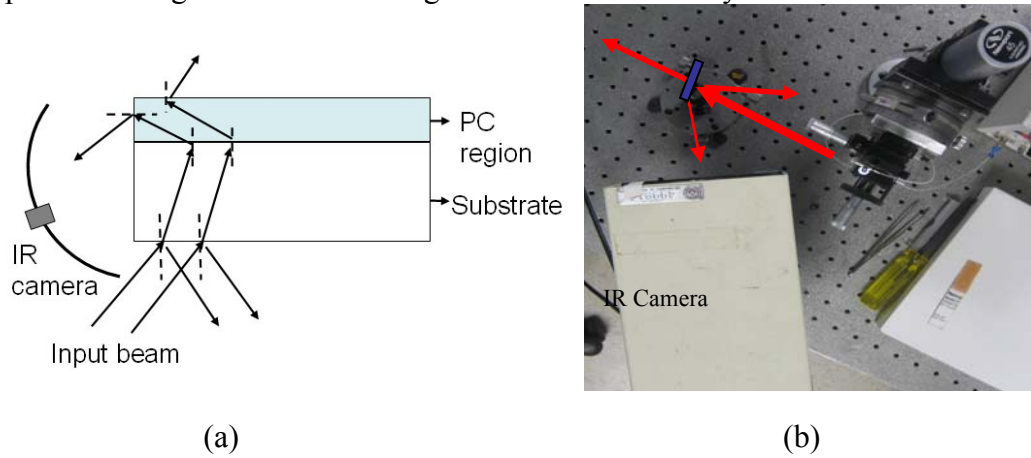 PC
region
Substrate
IR
camera
Input beam
IR Camera
(a)
(b)